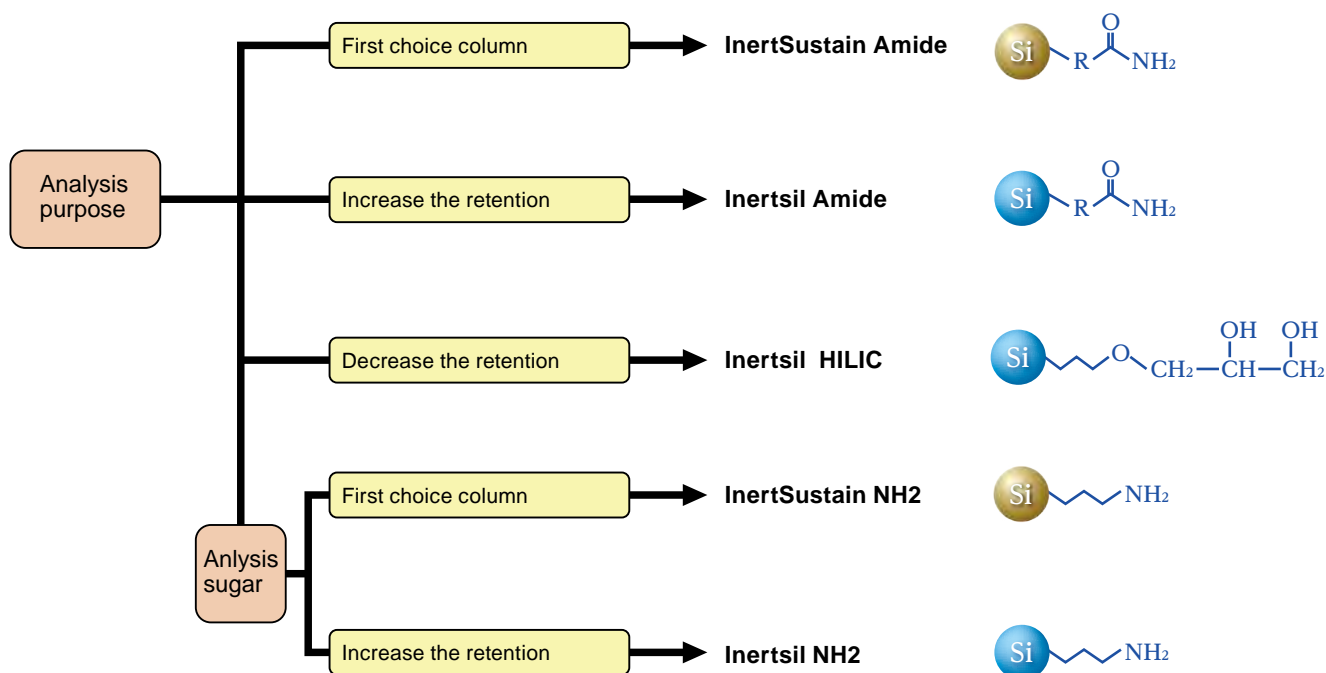 First choice column
InertSustain Amide
Si
R
O
NH2
Analysis
purpose
Increase the retention
Inertsil Amide
Si
R
O
NH2
Decrease the retention
Inertsil  HILIC
Si
O
CH2
OH
CH
OH
CH2
Anlysis
sugar
First choice column
InertSustain NH2
Si
NH2
Increase the retention
Inertsil NH2
Si
NH2